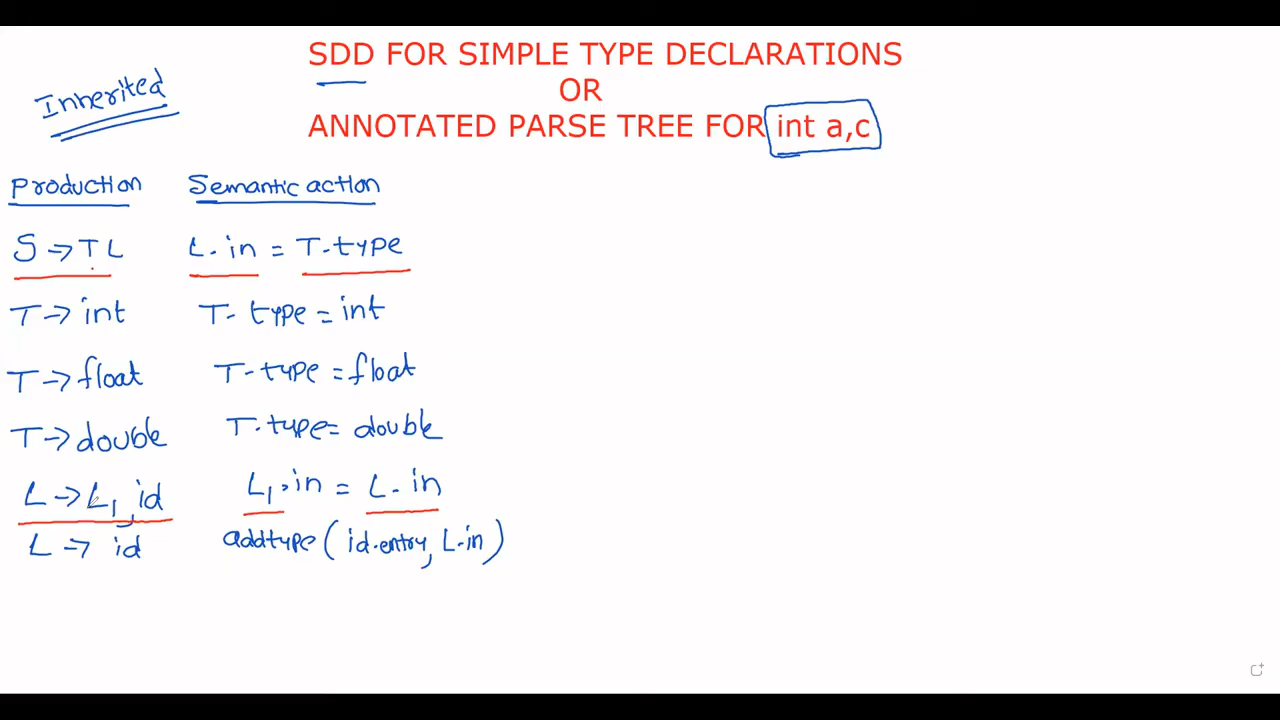 SDD FOR SIMPLE TYPE DECLARATIONS
OR
ANNOTATED PARSE TREE FOR int a,c
Inherited
Production Semantic action
S → T L L.in = T.type
T → int T.type = int
T → float T.type = float
T → double T.type = double
L → L1, id L1.in = L.in
L → id addtype(id.entry, L.in)